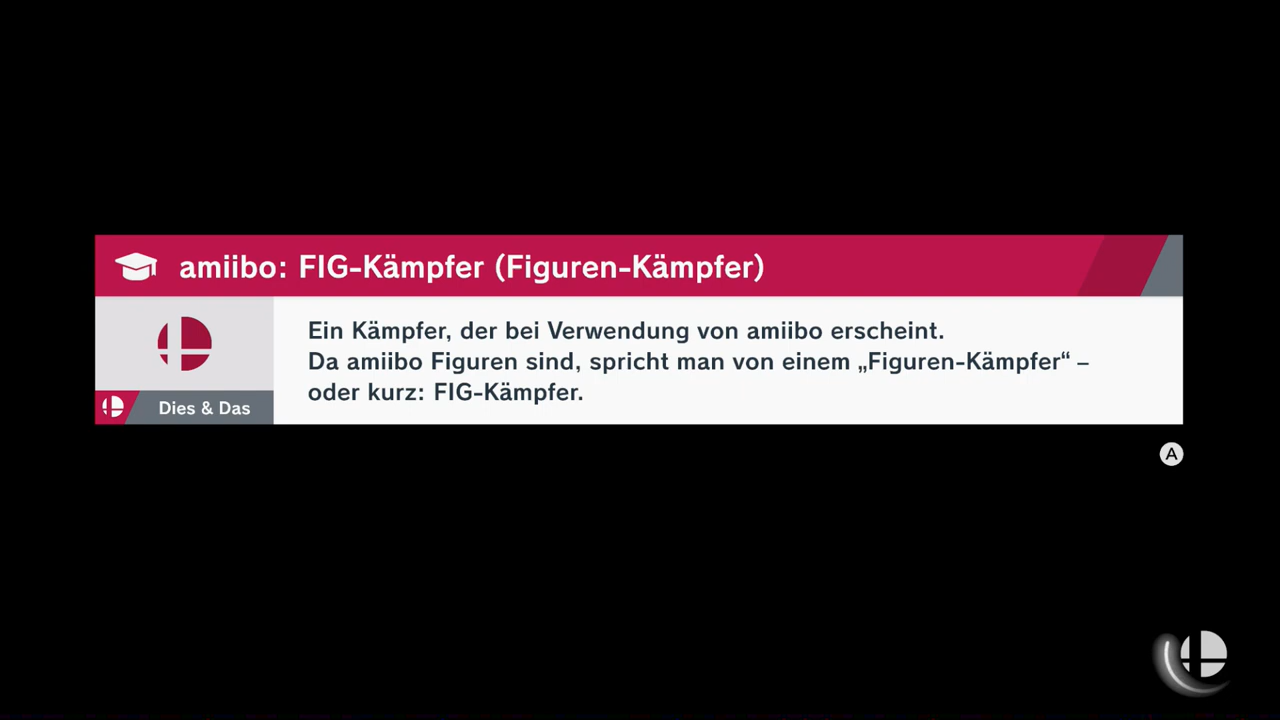 amiibo: FIG-Kämpfer (Figuren-Kämpfer)
Ein Kämpfer, der bei Verwendung von amiibo erscheint.
Da amiibo Figuren sind, spricht man von einem „Figuren-Kämpfer“ –
oder kurz: FIG-Kämpfer.
Dies & Das
A